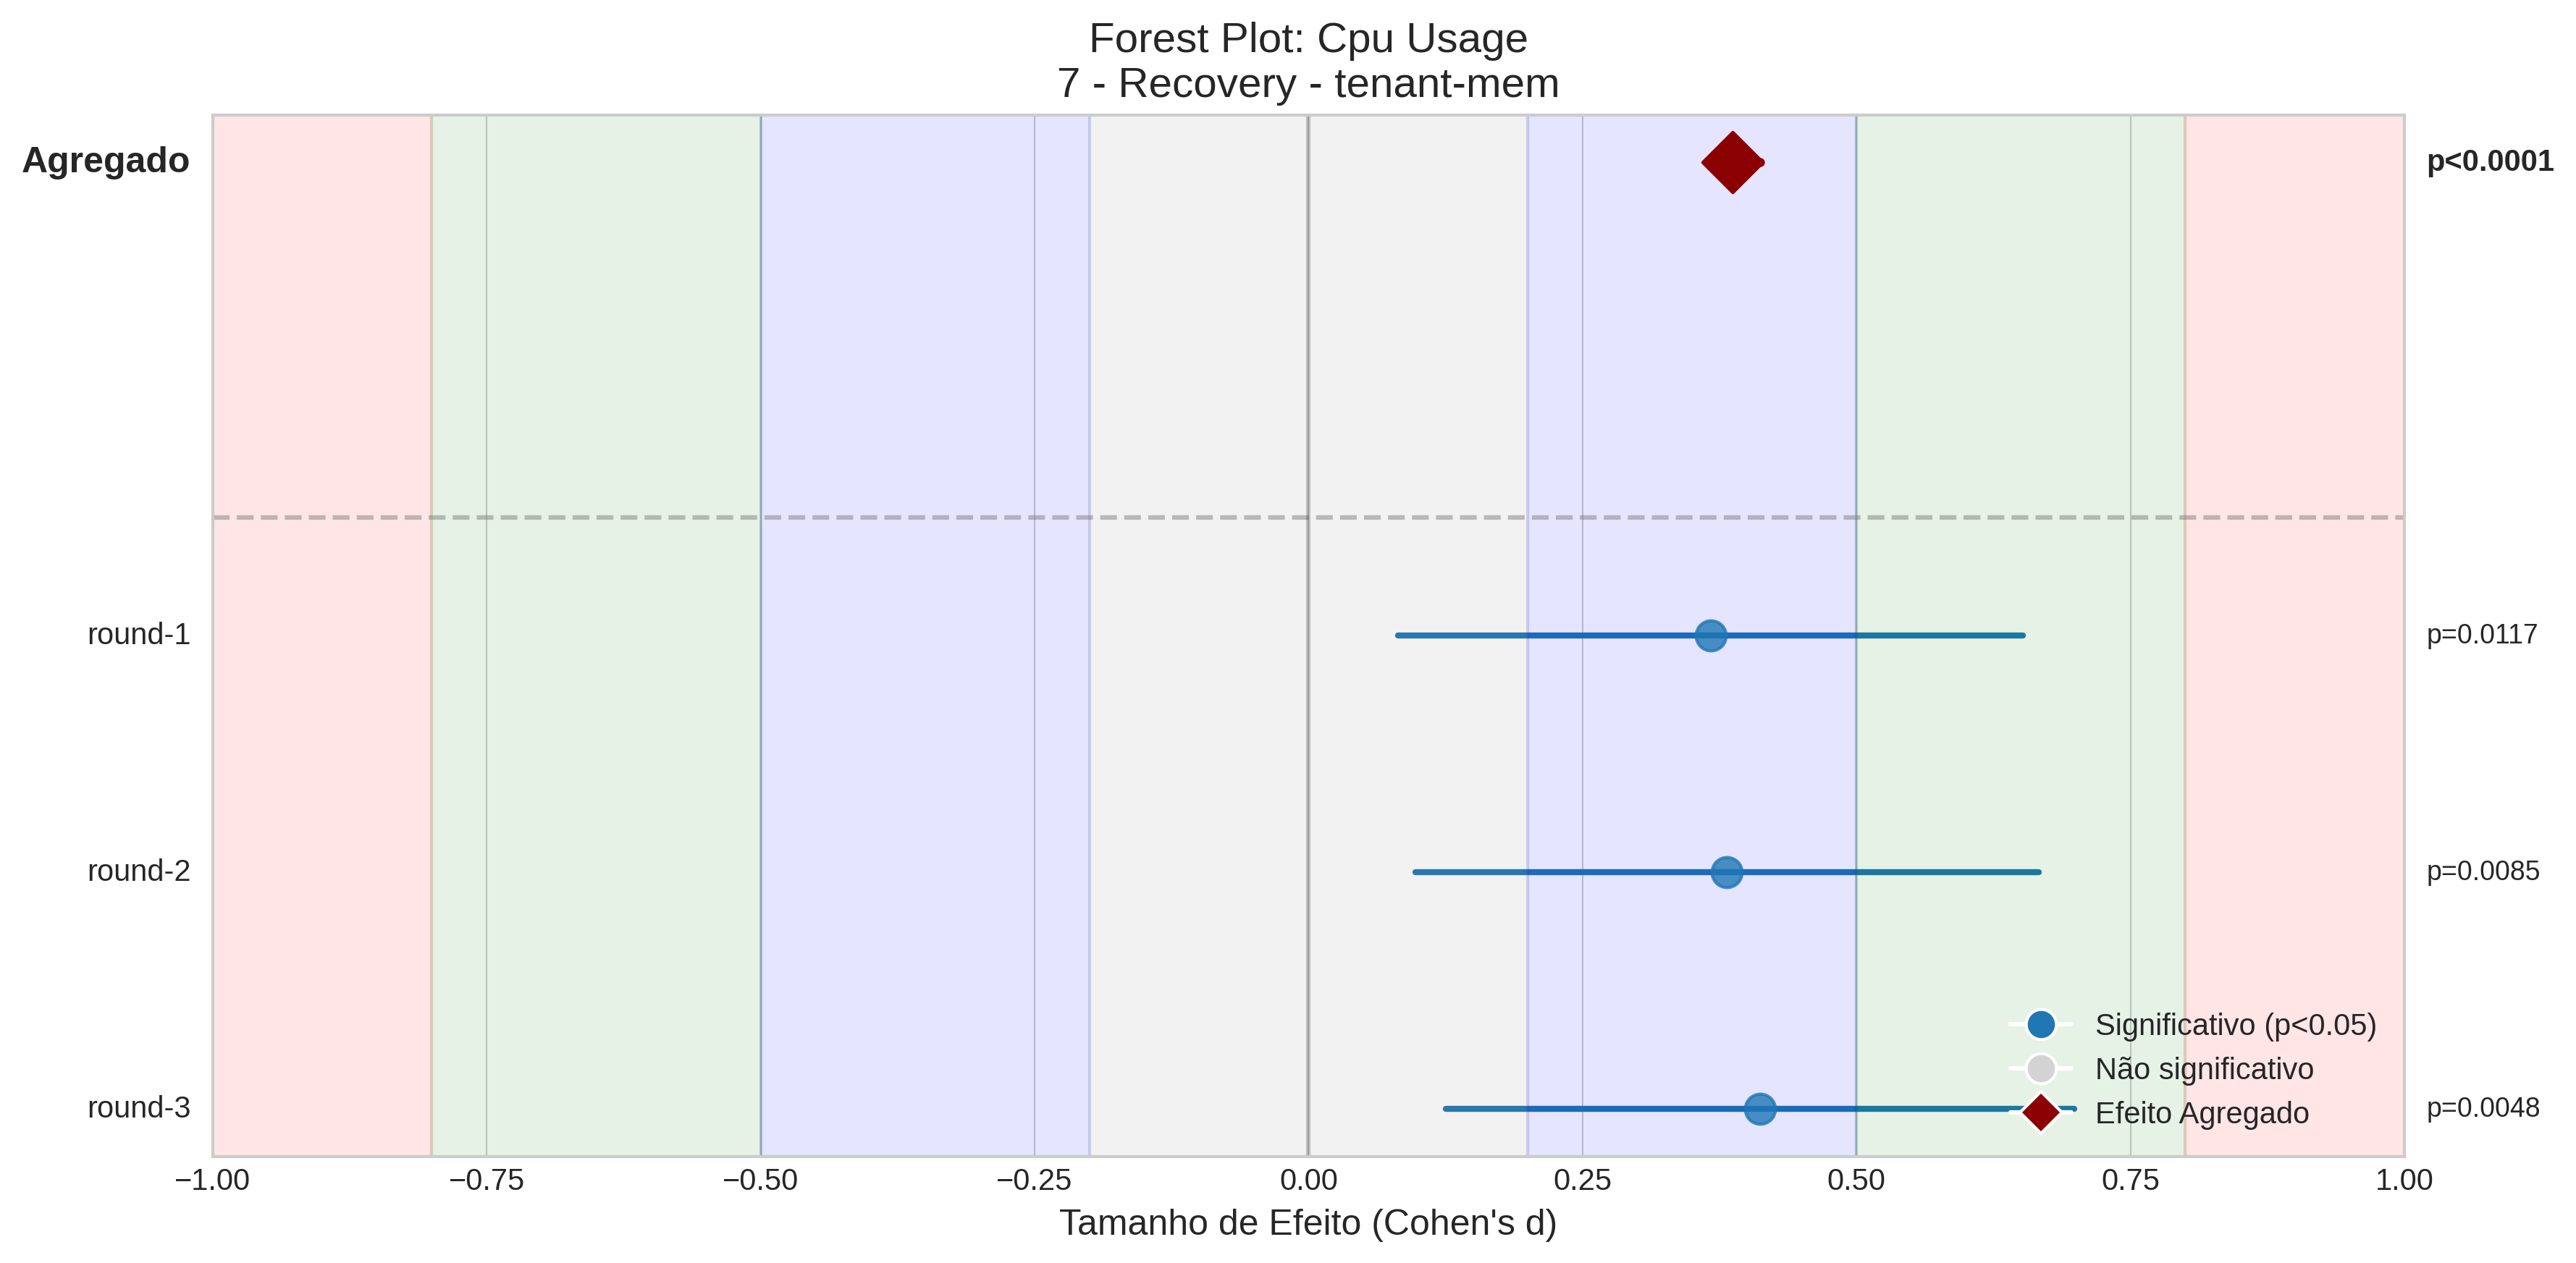 Forest Plot: Cpu Usage
7 - Recovery - tenant-mem
Agregado
p<0.0001
round-1
p=0.0117
round-2
p=0.0085
round-3
p=0.0048
Significativo (p<0.05)
Não significativo
Efeito Agregado
−1.00 −0.75 −0.50 −0.25 0.00 0.25 0.50 0.75 1.00
Tamanho de Efeito (Cohen's d)